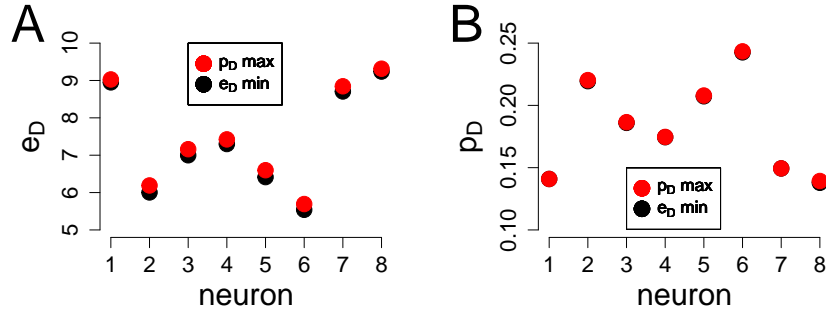 A
e_D
10
9
8
7
6
5
p_D max
e_D min
1 2 3 4 5 6 7 8
neuron
B
p_D
0.25
0.20
0.15
0.10
p_D max
e_D min
1 2 3 4 5 6 7 8
neuron